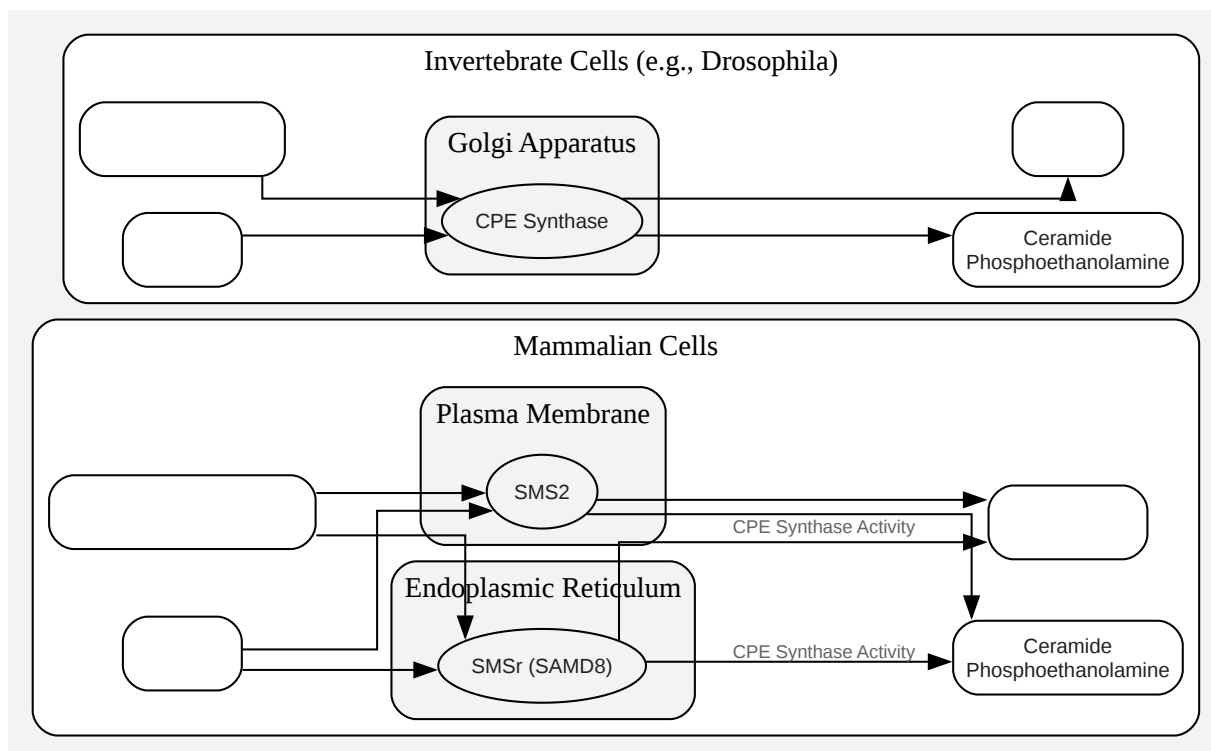 Invertebrate Cells (e.g., Drosophila)
Golgi Apparatus
CPE Synthase
Ceramide
Phosphoethanolamine
Mammalian Cells
Plasma Membrane
SMS2
CPE Synthase Activity
Endoplasmic Reticulum
SMSr (SAMD8)
CPE Synthase Activity
Ceramide
Phosphoethanolamine